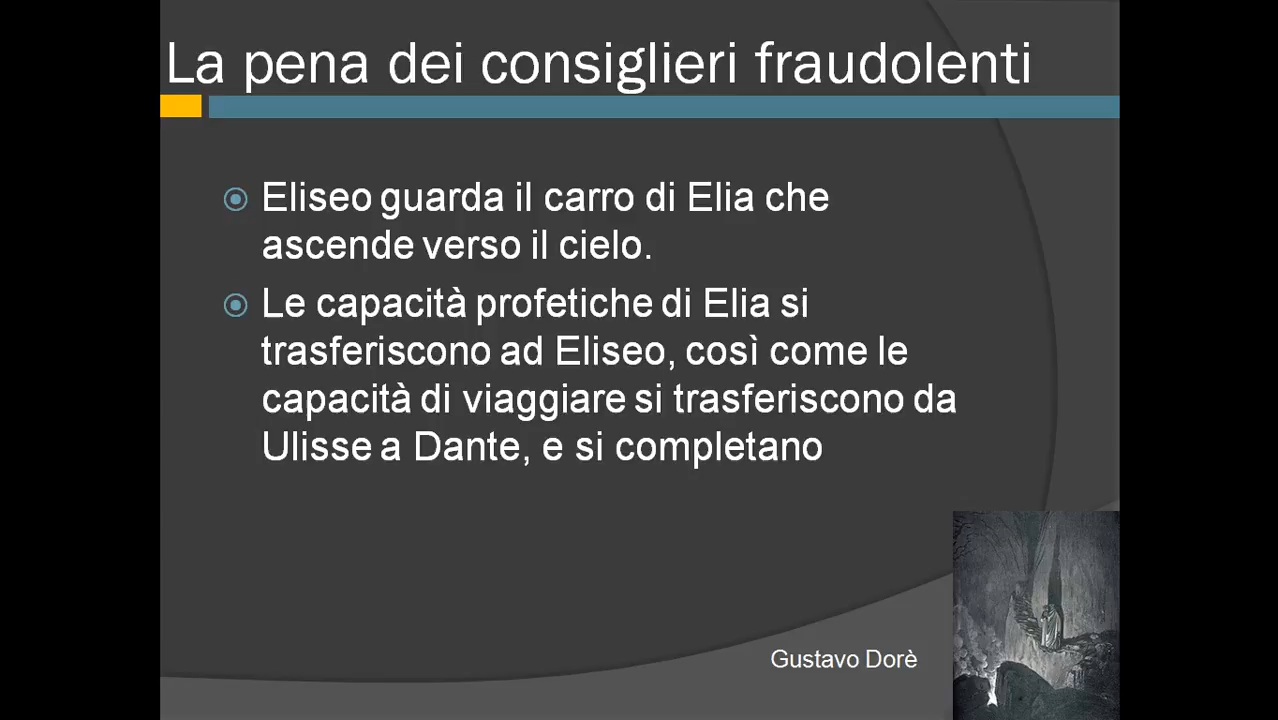 La pena dei consiglieri fraudolenti
Eliseo guarda il carro di Elia che
ascende verso il cielo.
Le capacità profetiche di Elia si
trasferiscono ad Eliseo, così come le
capacità di viaggiare si trasferiscono da
Ulisse a Dante, e si completano
Gustavo Dorè